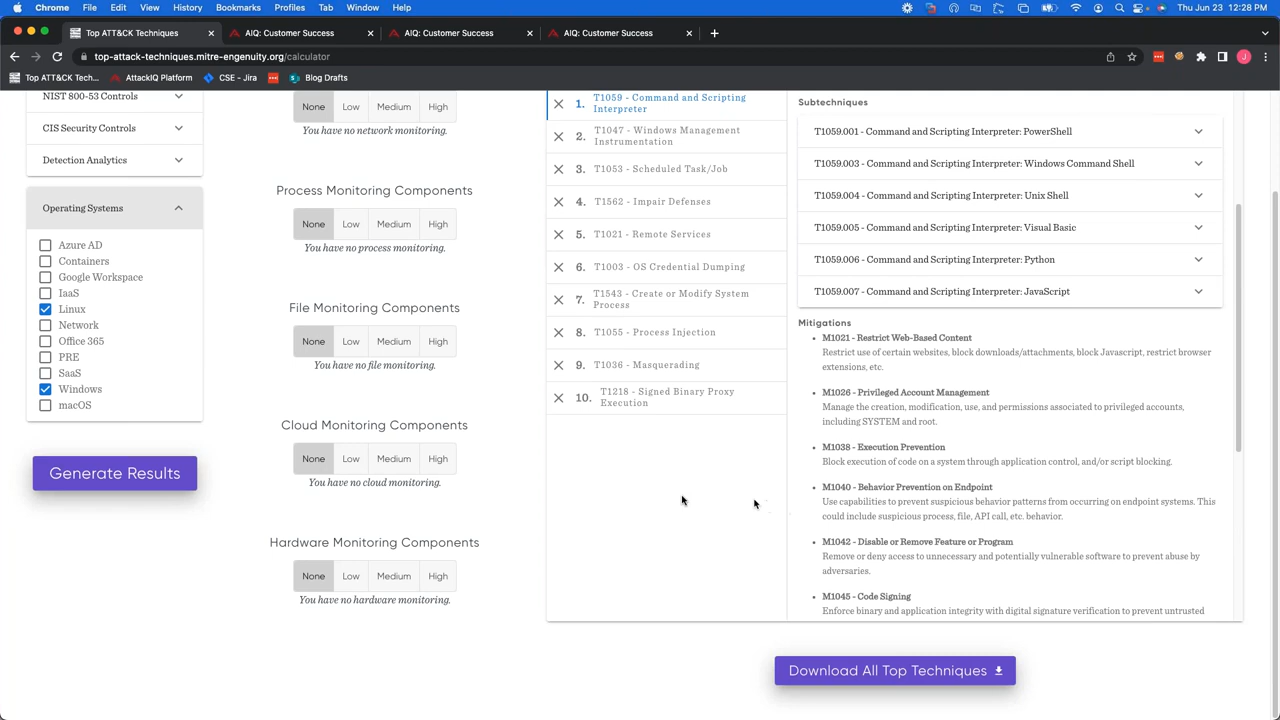 Chrome File Edit View History Bookmarks Profiles Tab Window Help
Thu Jun 23 12:28 PM
Top ATT&CK Techniques
AIQ: Customer Success
AIQ: Customer Success
AIQ: Customer Success
top-attack-techniques.mitre-engenuity.org/calculator
J
Top ATT&CK Tech...
AttackIQ Platform
CSE - Jira
Blog Drafts
NIST 800-53 Controls
CIS Security Controls
Detection Analytics
Operating Systems
Azure AD
Containers
Google Workspace
IaaS
Linux
Network
Office 365
PRE
SaaS
Windows
macOS
Generate Results
None Low Medium High
You have no network monitoring.
Process Monitoring Components
None Low Medium High
You have no process monitoring.
File Monitoring Components
None Low Medium High
You have no file monitoring.
Cloud Monitoring Components
None Low Medium High
You have no cloud monitoring.
Hardware Monitoring Components
None Low Medium High
You have no hardware monitoring.
1. T1059 - Command and Scripting
Interpreter
2. T1047 - Windows Management
Instrumentation
3. T1053 - Scheduled Task/Job
4. T1562 - Impair Defenses
5. T1021 - Remote Services
6. T1003 - OS Credential Dumping
7. T1543 - Create or Modify System
Process
8. T1055 - Process Injection
9. T1036 - Masquerading
10. T1218 - Signed Binary Proxy
Execution
Subtechniques
T1059.001 - Command and Scripting Interpreter: PowerShell
T1059.003 - Command and Scripting Interpreter: Windows Command Shell
T1059.004 - Command and Scripting Interpreter: Unix Shell
T1059.005 - Command and Scripting Interpreter: Visual Basic
T1059.006 - Command and Scripting Interpreter: Python
T1059.007 - Command and Scripting Interpreter: JavaScript
Mitigations
M1021 - Restrict Web-Based Content
Restrict use of certain websites, block downloads/attachments, block Javascript, restrict browser
extensions, etc.
M1026 - Privileged Account Management
Manage the creation, modification, use, and permissions associated to privileged accounts,
including SYSTEM and root.
M1038 - Execution Prevention
Block execution of code on a system through application control, and/or script blocking.
M1040 - Behavior Prevention on Endpoint
Use capabilities to prevent suspicious behavior patterns from occurring on endpoint systems. This
could include suspicious process, file, API call, etc. behavior.
M1042 - Disable or Remove Feature or Program
Remove or deny access to unnecessary and potentially vulnerable software to prevent abuse by
adversaries.
M1045 - Code Signing
Enforce binary and application integrity with digital signature verification to prevent untrusted
Download All Top Techniques